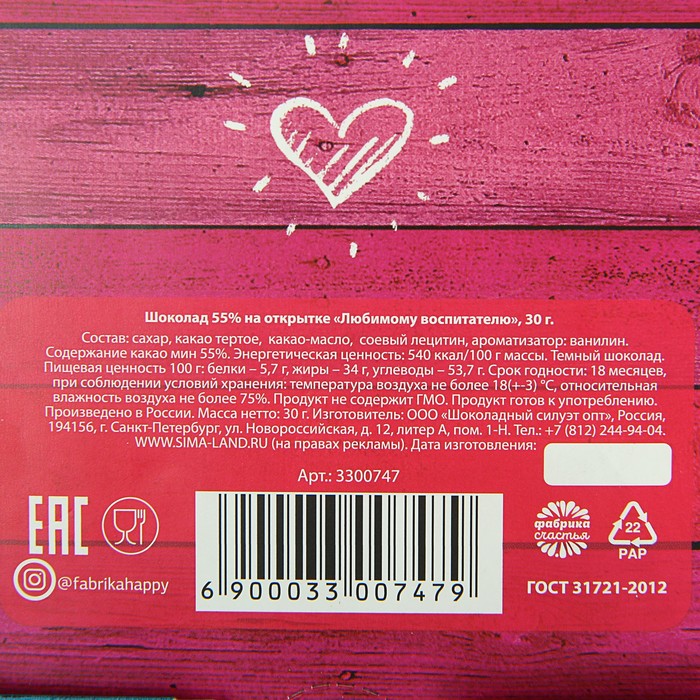 Шоколад 55% на открытке «Любимому воспитателю», 30 г.
Состав: сахар, какао тертое, какао-масло, соевый лецитин, ароматизатор: ванилин.
Содержание какао мин 55%. Энергетическая ценность: 540 ккал/100 г массы. Темный шоколад.
Пищевая ценность 100 г: белки – 5,7 г, жиры – 34 г, углеводы – 53,7 г. Срок годности: 18 месяцев,
при соблюдении условий хранения: температура воздуха не более 18(+-3) °С, относительная
влажность воздуха не более 75%. Продукт не содержит ГМО. Продукт готов к употреблению.
Произведено в России. Масса нетто: 30 г. Изготовитель: ООО «Шоколадный силуэт опт», Россия,
194156, г. Санкт-Петербург, ул. Новороссийская, д. 12, литер А, пом. 1-Н. Тел.: +7 (812) 244-94-04.
WWW.SIMA-LAND.RU (на правах рекламы). Дата изготовления:
Арт.: 3300747
EAC
фабрика
счастья
22
PAP
@fabrikahappy
6 900033 007479
ГОСТ 31721-2012